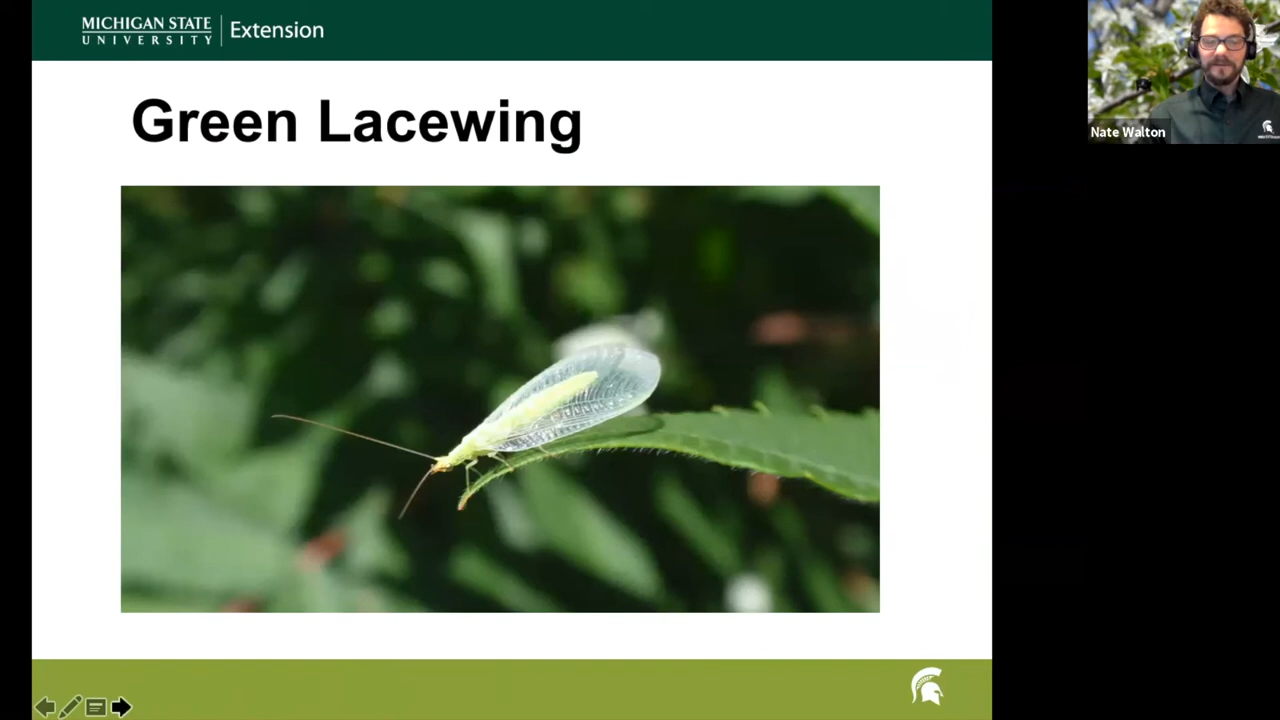 MICHIGAN STATE
UNIVERSITY
Extension
Green Lacewing
Nate Walton